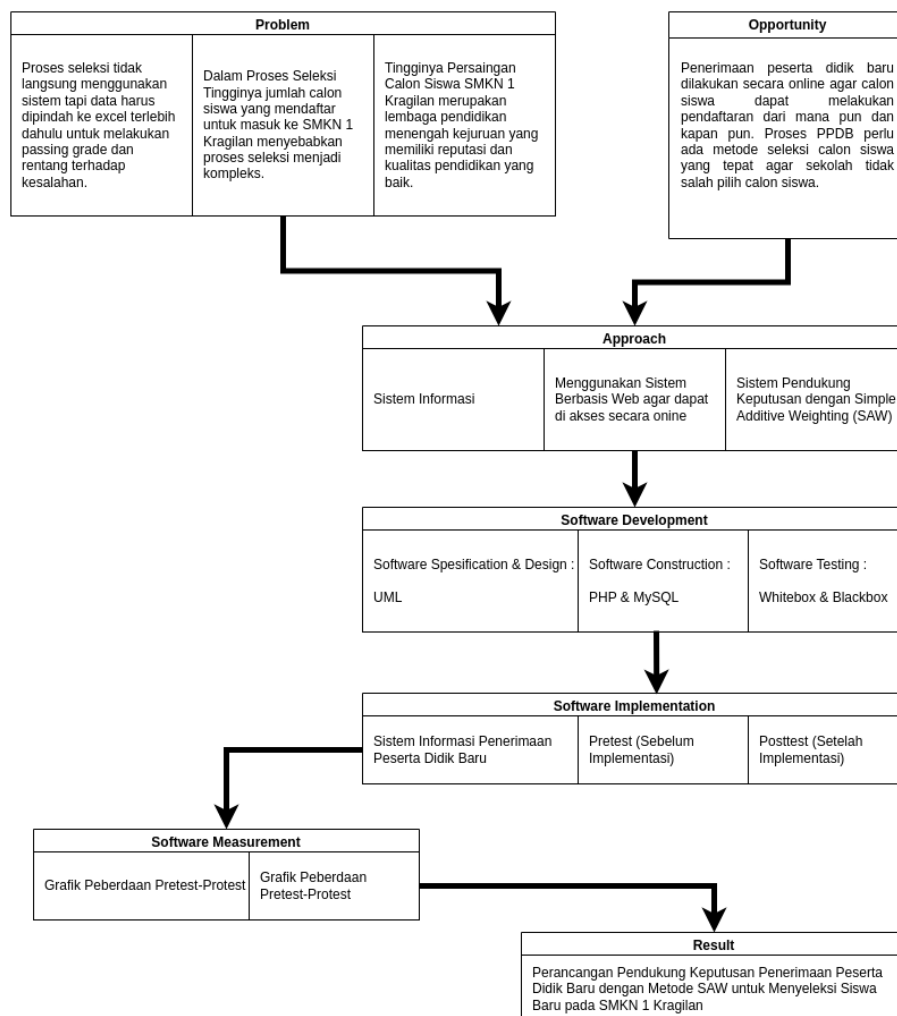 Problem
Proses seleksi tidak
langsung menggunakan
sistem tapi data harus
dipindah ke excel terlebih
dahulu untuk melakukan
passing grade dan
rentang terhadap
kesalahan.
Dalam Proses Seleksi
Tingginya jumlah calon
siswa yang mendaftar
untuk masuk ke SMKN 1
Kragilan menyebabkan
proses seleksi menjadi
kompleks.
Tingginya Persaingan
Calon Siswa SMKN 1
Kragilan merupakan
lembaga pendidikan
menengah kejuruan yang
memiliki reputasi dan
kualitas pendidikan yang
baik.
Opportunity
Penerimaan peserta didik baru
dilakukan secara online agar calon
siswa dapat melakukan
pendaftaran dari mana pun dan
kapan pun. Proses PPDB perlu
ada metode seleksi calon siswa
yang tepat agar sekolah tidak
salah pilih calon siswa.
Approach
Sistem Informasi
Menggunakan Sistem
Berbasis Web agar dapat
di akses secara onine
Sistem Pendukung
Keputusan dengan Simple
Additive Weighting (SAW)
Software Development
Software Spesification & Design :
UML
Software Construction :
PHP & MySQL
Software Testing :
Whitebox & Blackbox
Software Implementation
Sistem Informasi Penerimaan
Peserta Didik Baru
Pretest (Sebelum
Implementasi)
Posttest (Setelah
Implementasi)
Software Measurement
Grafik Peberdaan Pretest-Protest
Grafik Peberdaan
Pretest-Protest
Result
Perancangan Pendukung Keputusan Penerimaan Peserta
Didik Baru dengan Metode SAW untuk Menyeleksi Siswa
Baru pada SMKN 1 Kragilan